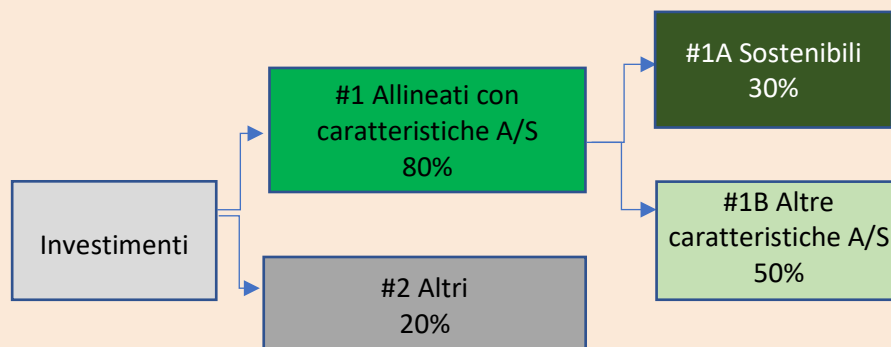 Investimenti
#1 Allineati con
caratteristiche A/S
80%
#2 Altri
20%
#1A Sostenibili
30%
#1B Altre
caratteristiche A/S
50%